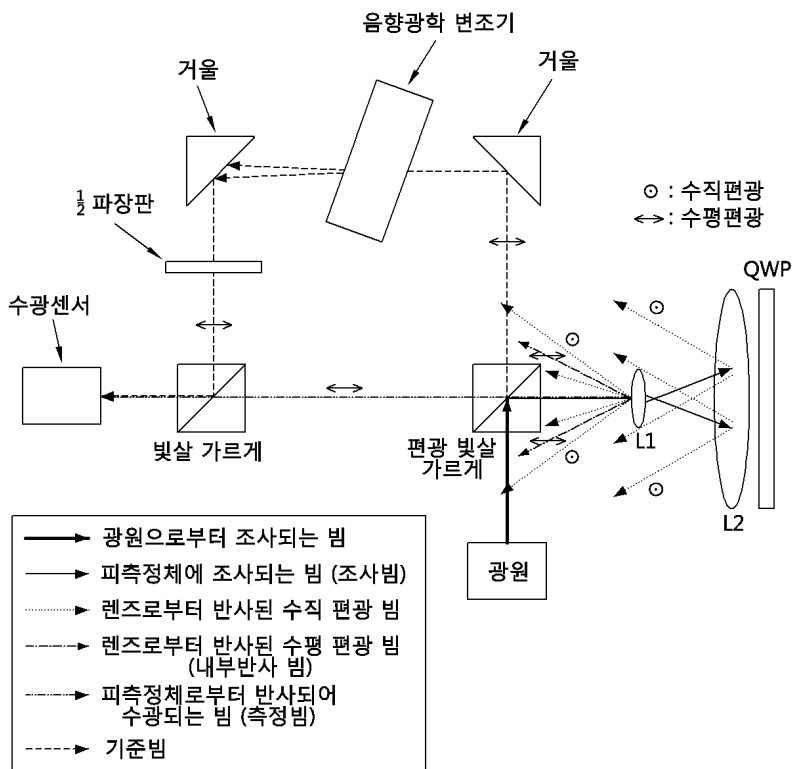 음향광학 변조기
거울
거울
½ 파장판
⊙ : 수직편광
↔ : 수평편광
QWP
수광센서
빛살 가르게
편광 빛살
가르게
L1
L2
광원
광원으로부터 조사되는 빔
피측정체에 조사되는 빔 (조사빔)
렌즈로부터 반사된 수직 편광 빔
렌즈로부터 반사된 수평 편광 빔
(내부반사 빔)
피측정체로부터 반사되어
수광되는 빔 (측정빔)
기준빔